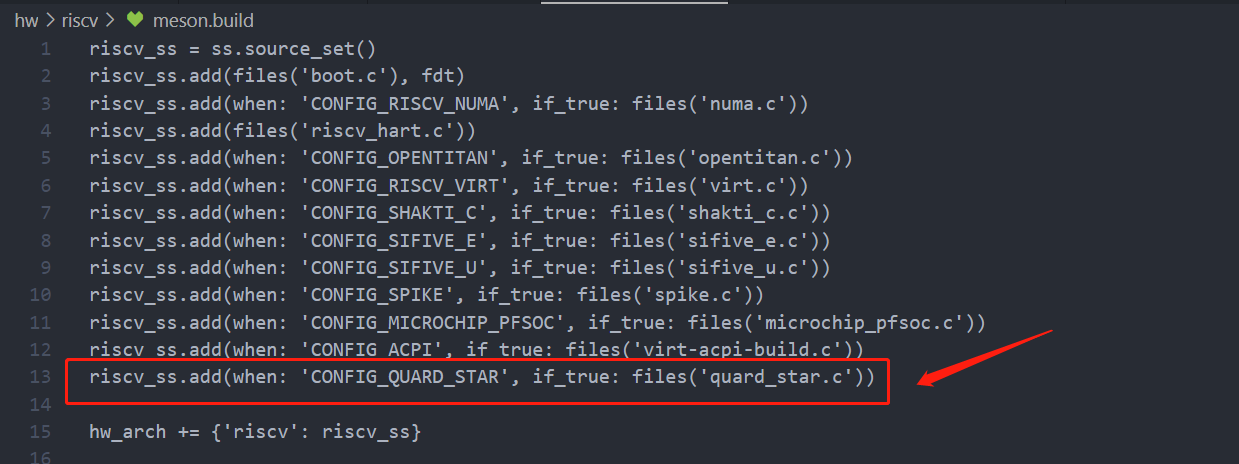 hw > riscv > meson.build
1 riscv_ss = ss.source_set()
2 riscv_ss.add(files('boot.c'), fdt)
3 riscv_ss.add(when: 'CONFIG_RISCV_NUMA', if_true: files('numa.c'))
4 riscv_ss.add(files('riscv_hart.c'))
5 riscv_ss.add(when: 'CONFIG_OPENTITAN', if_true: files('opentitan.c'))
6 riscv_ss.add(when: 'CONFIG_RISCV_VIRT', if_true: files('virt.c'))
7 riscv_ss.add(when: 'CONFIG_SHAKTI_C', if_true: files('shakti_c.c'))
8 riscv_ss.add(when: 'CONFIG_SIFIVE_E', if_true: files('sifive_e.c'))
9 riscv_ss.add(when: 'CONFIG_SIFIVE_U', if_true: files('sifive_u.c'))
10 riscv_ss.add(when: 'CONFIG_SPIKE', if_true: files('spike.c'))
11 riscv_ss.add(when: 'CONFIG_MICROCHIP_PFSOC', if_true: files('microchip_pfsoc.c'))
12 riscv_ss.add(when: 'CONFIG_ACPI', if_true: files('virt-acpi-build.c'))
13 riscv_ss.add(when: 'CONFIG_QUARD_STAR', if_true: files('quard_star.c'))
14
15 hw_arch += {'riscv': riscv_ss}
16